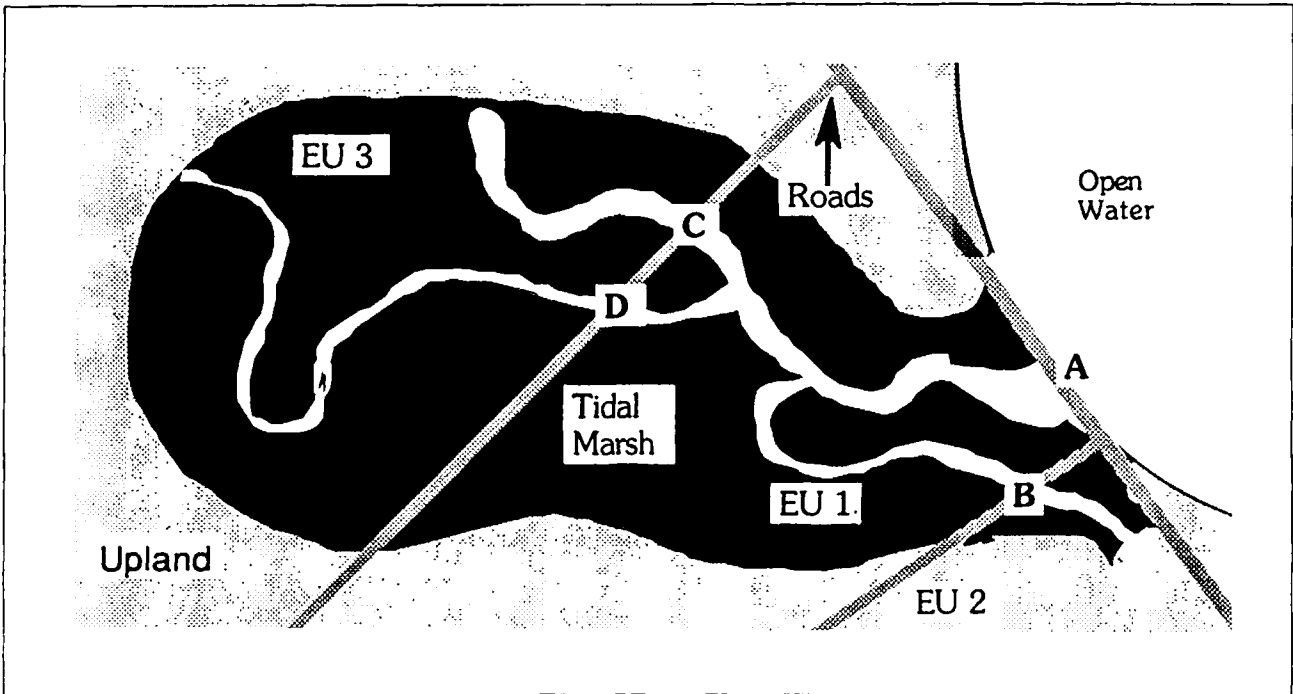 EU 3
Roads
Open
Water
C
D
A
Tidal
Marsh
EU 1.
B
Upland
EU 2